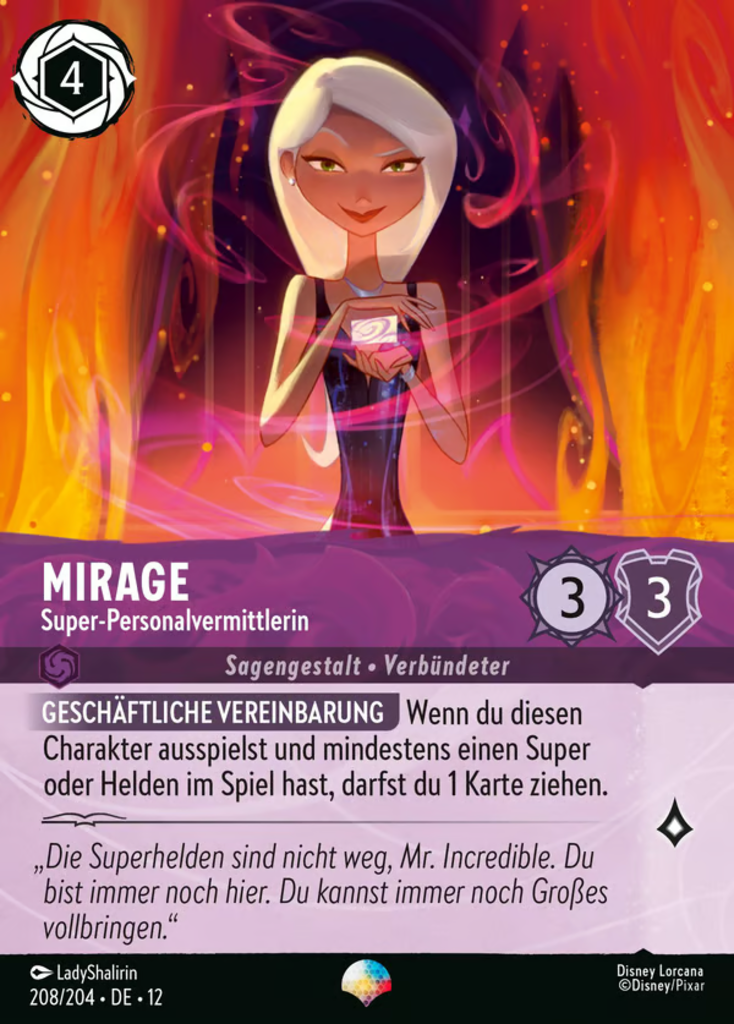 4
MIRAGE
Super-Personalvermittlerin
3
3
Sagengestalt • Verbündeter
GESCHÄFTLICHE VEREINBARUNG Wenn du diesen
Charakter ausspielst und mindestens einen Super
oder Helden im Spiel hast, darfst du 1 Karte ziehen.
„Die Superhelden sind nicht weg, Mr. Incredible. Du
bist immer noch hier. Du kannst immer noch Großes
vollbringen.“
LadyShalirin
208/204 • DE • 12
Disney Lorcana
©Disney/Pixar